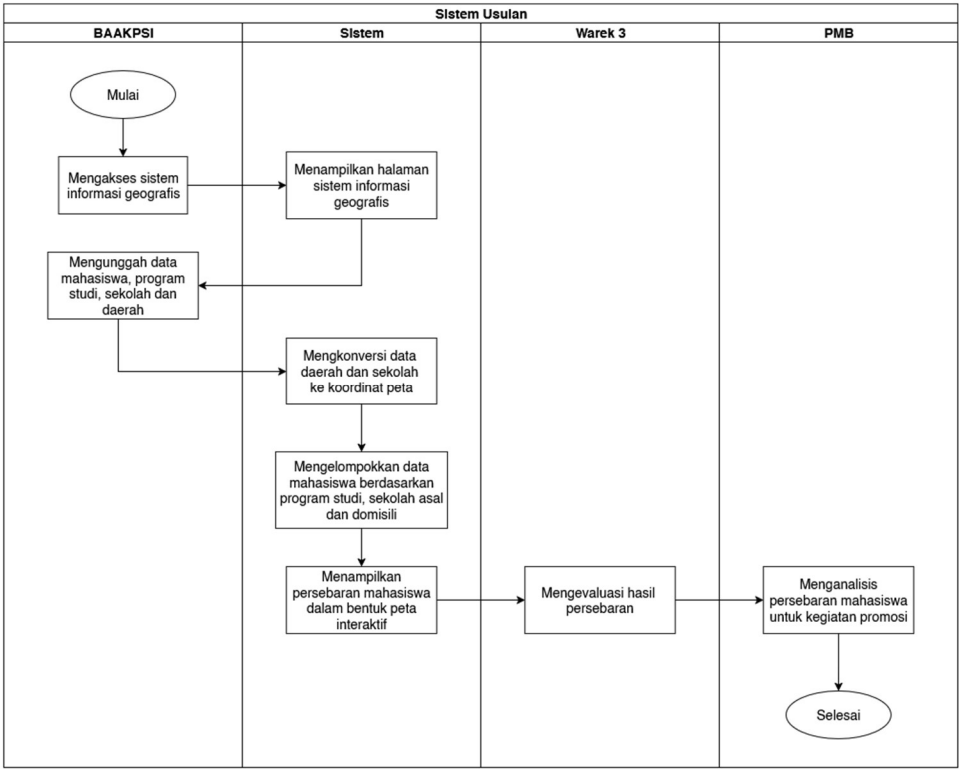 Sistem Usulan
BAAKPSI
Sistem
Warek 3
PMB
Mulai
Mengakses sistem
informasi geografis
Menampilkan halaman
sistem informasi
geografis
Mengunggah data
mahasiswa, program
studi, sekolah dan
daerah
Mengkonversi data
daerah dan sekolah
ke koordinat peta
Mengelompokkan data
mahasiswa berdasarkan
program studi, sekolah asal
dan domisili
Menampilkan
persebaran mahasiswa
dalam bentuk peta
interaktif
Mengevaluasi hasil
persebaran
Menganalisis
persebaran mahasiswa
untuk kegiatan promosi
Selesai